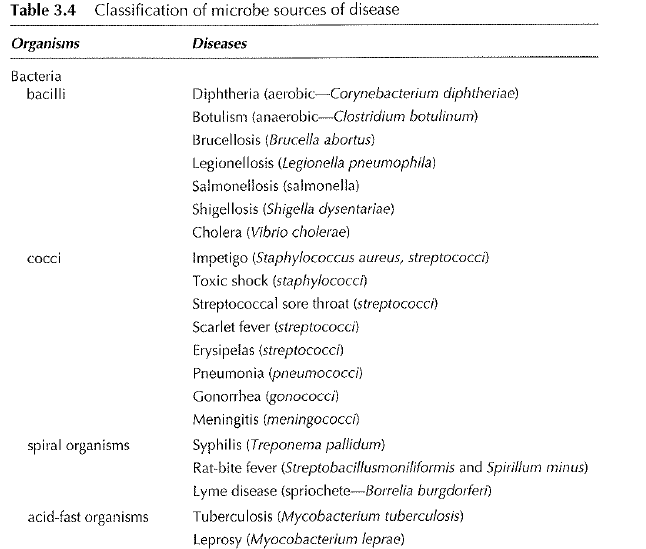 Table 3.4 Classification of microbe sources of disease
Organisms Diseases
Bacteria
bacilli Diphtheria (aerobic—Corynebacterium diphtheriae)
Botulism (anaerobic—Clostridium botulinum)
Brucellosis (Brucella abortus)
Legionellosis (Legionella pneumophila)
Salmonellosis (salmonella)
Shigellosis (Shigella dysentariae)
Cholera (Vibrio cholerae)
cocci Impetigo (Staphylococcus aureus, streptococci)
Toxic shock (staphylococci)
Streptococcal sore throat (streptococci)
Scarlet fever (streptococci)
Erysipelas (streptococci)
Pneumonia (pneumococci)
Gonorrhea (gonococci)
Meningitis (meningococci)
spiral organisms Syphilis (Treponema pallidum)
Rat-bite fever (Streptobacillusmoniliformis and Spirillum minus)
Lyme disease (spriochete—Borrelia burgdorferi)
acid-fast organisms Tuberculosis (Mycobacterium tuberculosis)
Leprosy (Myocobacterium leprae)